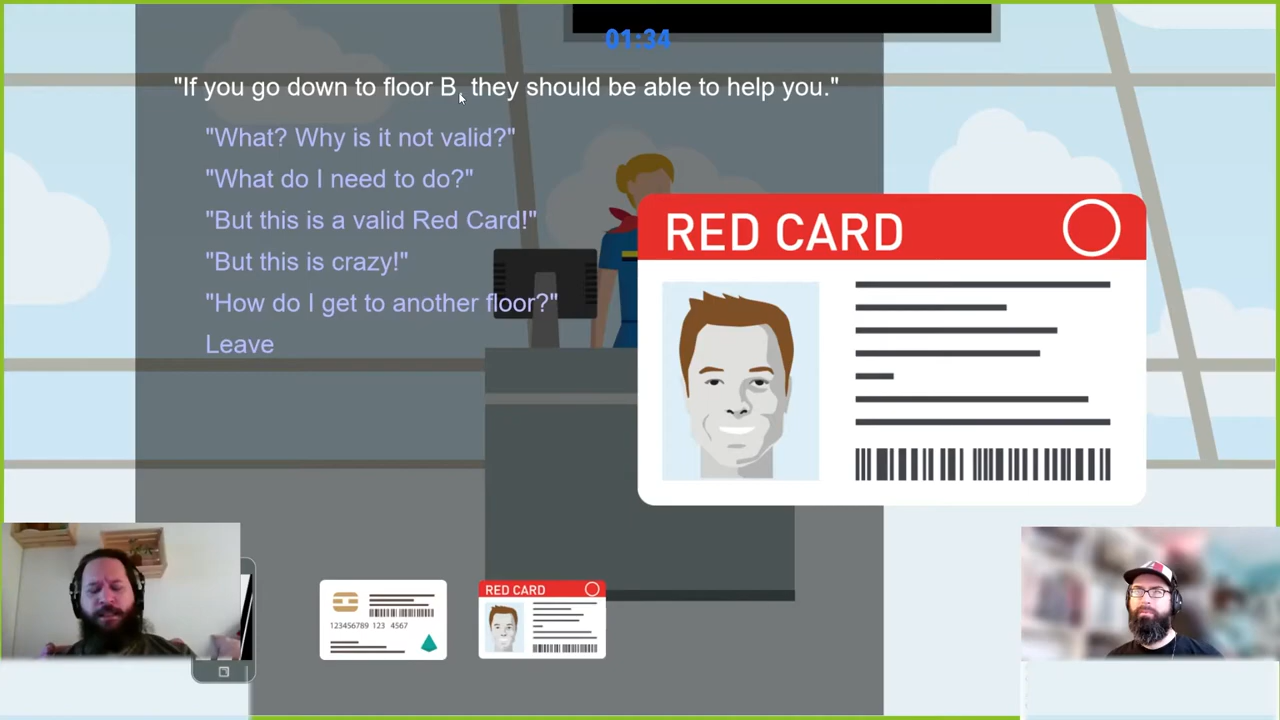 01:34
"If you go down to floor B, they should be able to help you."
"What? Why is it not valid?"
"What do I need to do?"
"But this is a valid Red Card!"
"But this is crazy!"
"How do I get to another floor?"
Leave
RED CARD
123456789 123 4567
RED CARD